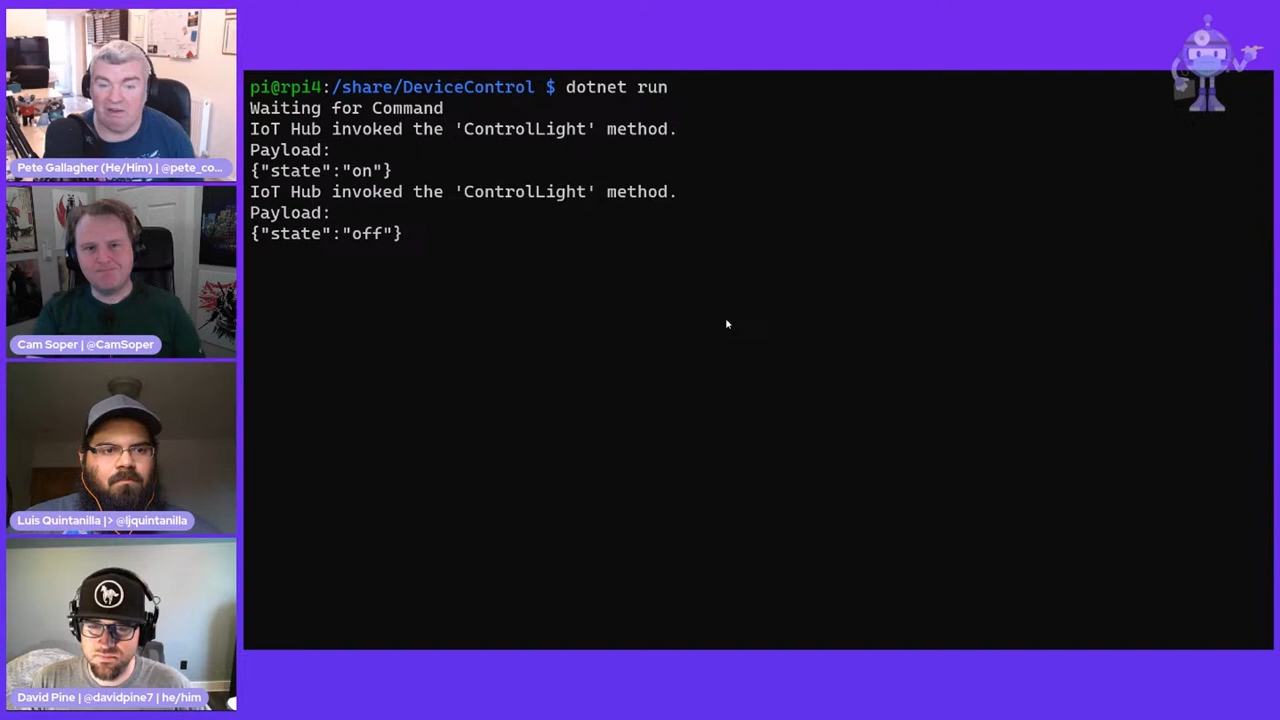 Pete Gallagher (He/Him) | @pete_co...
Cam Soper | @CamSoper
Luis Quintanilla |> @ljquintanilla
David Pine | @davidpine7 | he/him
pi@rpi4:/share/DeviceControl $ dotnet run
Waiting for Command
IoT Hub invoked the 'ControlLight' method.
Payload:
{"state":"on"}
IoT Hub invoked the 'ControlLight' method.
Payload:
{"state":"off"}